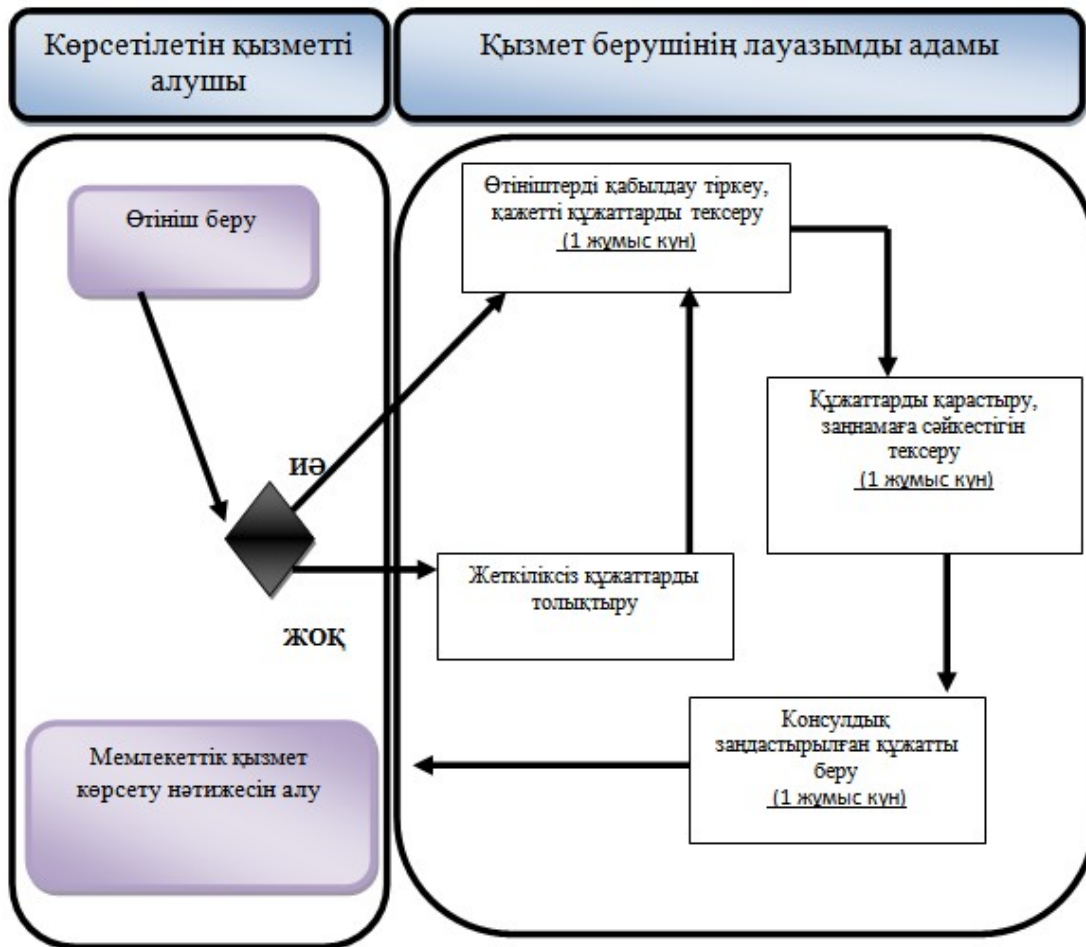 Көрсетілетін қызметті
алушы
Қызмет берушінің лауазымды адамы
Өтініш беру
Өтініштерді қабылдау тіркеу,
қажетті құжаттарды тексеру
(1 жұмыс күн)
Құжаттарды қарастыру,
заңнамаға сәйкестігін
тексеру
(1 жұмыс күн)
ИӘ
Жеткіліксіз құжаттарды
толықтыру
ЖОҚ
Консулдық
заңдастырылған құжатты
беру
(1 жұмыс күн)
Мемлекеттік қызмет
көрсету нәтижесін алу